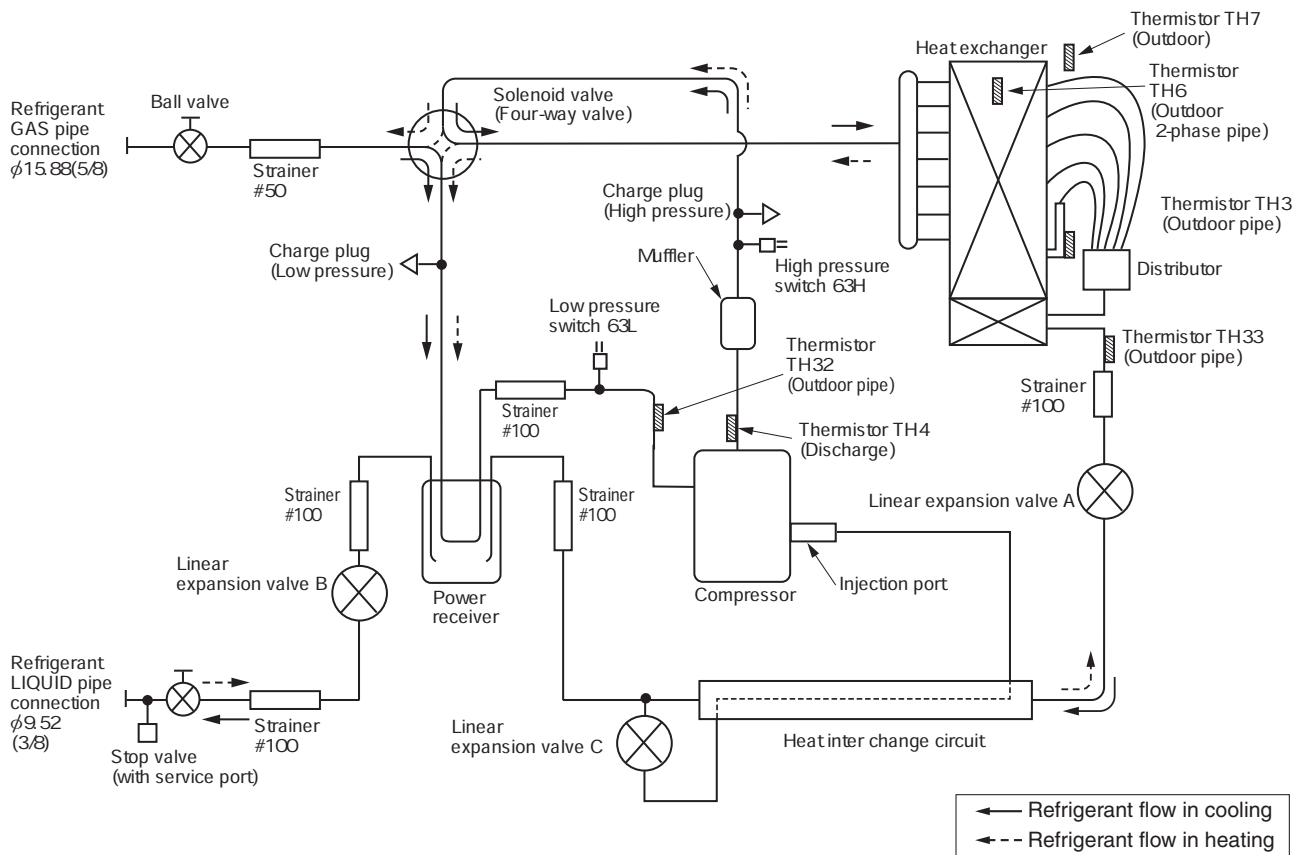 Thermistor TH7
(Outdoor)
Heat exchanger
Thermistor
TH6
(Outdoor
2-phase pipe)
Refrigerant
GAS pipe
connection
ϕ15.88(5/8)
Ball valve
Solenoid valve
(Four-way valve)
Strainer
#50
Charge plug
(High pressure)
Thermistor TH3
(Outdoor pipe)
Charge plug
(Low pressure)
Muffler
High pressure
switch 63H
Distributor
Low pressure
switch 63L
Thermistor
TH32
(Outdoor pipe)
Thermistor TH33
(Outdoor pipe)
Strainer
#100
Strainer
#100
Thermistor TH4
(Discharge)
Strainer
#100
Strainer
#100
Linear expansion valve A
Linear
expansion valve B
Power
receiver
Compressor
Injection port
Refrigerant
LIQUID pipe
connection
ϕ9.52
(3/8)
Strainer
#100
Stop valve
(with service port)
Linear
expansion valve C
Heat inter change circuit
Refrigerant flow in cooling
Refrigerant flow in heating